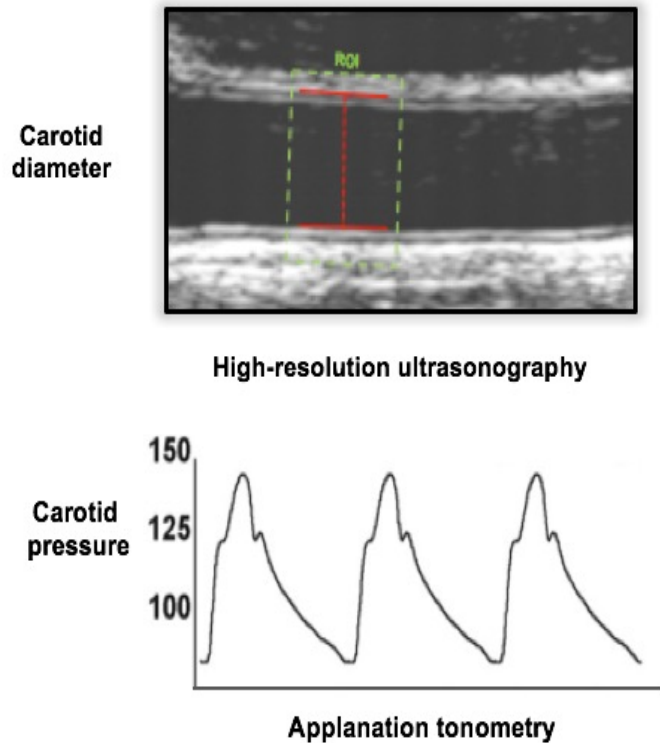 ROI
Carotid
diameter
High-resolution ultrasonography
150
Carotid
pressure
125
100
Applanation tonometry